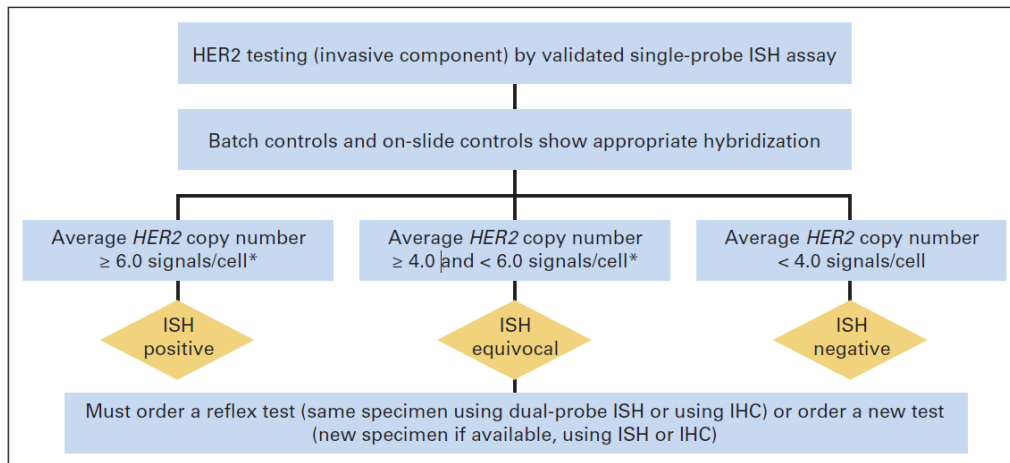 HER2 testing (invasive component) by validated single-probe ISH assay
Batch controls and on-slide controls show appropriate hybridization
Average HER2 copy number
≥ 6.0 signals/cell*
Average HER2 copy number
≥ 4.0 and < 6.0 signals/cell*
Average HER2 copy number
< 4.0 signals/cell
ISH
positive
ISH
equivocal
ISH
negative
Must order a reflex test (same specimen using dual-probe ISH or using IHC) or order a new test
(new specimen if available, using ISH or IHC)